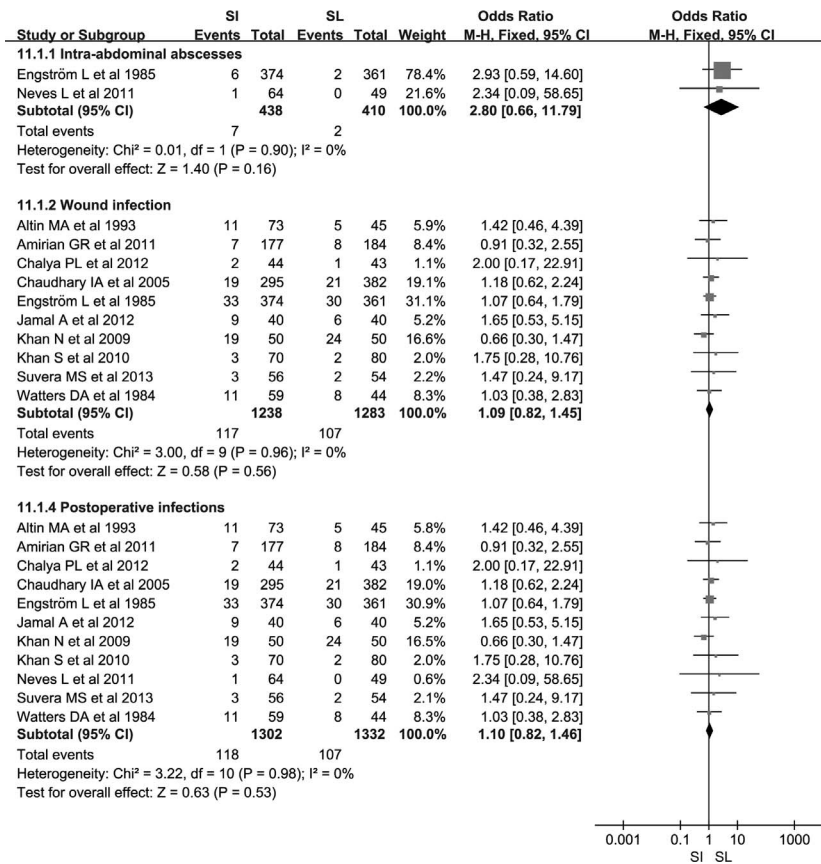 SI SL Odds Ratio Odds Ratio
Study or Subgroup Events Total Events Total Weight M-H, Fixed, 95% CI M-H, Fixed, 95% CI
11.1.1 Intra-abdominal abscesses
Engström L et al 1985 6 374 2 361 78.4% 2.93 [0.59, 14.60]
Neves L et al 2011 1 64 0 49 21.6% 2.34 [0.09, 58.65]
Subtotal (95% CI) 438 410 100.0% 2.80 [0.66, 11.79]
Total events 7 2
Heterogeneity: Chi² = 0.01, df = 1 (P = 0.90); I² = 0%
Test for overall effect: Z = 1.40 (P = 0.16)
11.1.2 Wound infection
Altin MA et al 1993 11 73 5 45 5.9% 1.42 [0.46, 4.39]
Amirian GR et al 2011 7 177 8 184 8.4% 0.91 [0.32, 2.55]
Chalya PL et al 2012 2 44 1 43 1.1% 2.00 [0.17, 22.91]
Chaudhary IA et al 2005 19 295 21 382 19.1% 1.18 [0.62, 2.24]
Engström L et al 1985 33 374 30 361 31.1% 1.07 [0.64, 1.79]
Jamal A et al 2012 9 40 6 40 5.2% 1.65 [0.53, 5.15]
Khan N et al 2009 19 50 24 50 16.6% 0.66 [0.30, 1.47]
Khan S et al 2010 3 70 2 80 2.0% 1.75 [0.28, 10.76]
Suvera MS et al 2013 3 56 2 54 2.2% 1.47 [0.24, 9.17]
Watters DA et al 1984 11 59 8 44 8.3% 1.03 [0.38, 2.83]
Subtotal (95% CI) 1238 1283 100.0% 1.09 [0.82, 1.45]
Total events 117 107
Heterogeneity: Chi² = 3.00, df = 9 (P = 0.96); I² = 0%
Test for overall effect: Z = 0.58 (P = 0.56)
11.1.4 Postoperative infections
Altin MA et al 1993 11 73 5 45 5.8% 1.42 [0.46, 4.39]
Amirian GR et al 2011 7 177 8 184 8.4% 0.91 [0.32, 2.55]
Chalya PL et al 2012 2 44 1 43 1.1% 2.00 [0.17, 22.91]
Chaudhary IA et al 2005 19 295 21 382 19.0% 1.18 [0.62, 2.24]
Engström L et al 1985 33 374 30 361 30.9% 1.07 [0.64, 1.79]
Jamal A et al 2012 9 40 6 40 5.2% 1.65 [0.53, 5.15]
Khan N et al 2009 19 50 24 50 16.5% 0.66 [0.30, 1.47]
Khan S et al 2010 3 70 2 80 2.0% 1.75 [0.28, 10.76]
Neves L et al 2011 1 64 0 49 0.6% 2.34 [0.09, 58.65]
Suvera MS et al 2013 3 56 2 54 2.1% 1.47 [0.24, 9.17]
Watters DA et al 1984 11 59 8 44 8.3% 1.03 [0.38, 2.83]
Subtotal (95% CI) 1302 1332 100.0% 1.10 [0.82, 1.46]
Total events 118 107
Heterogeneity: Chi² = 3.22, df = 10 (P = 0.98); I² = 0%
Test for overall effect: Z = 0.63 (P = 0.53)
0.001 0.1 1 10 1000
SI SL